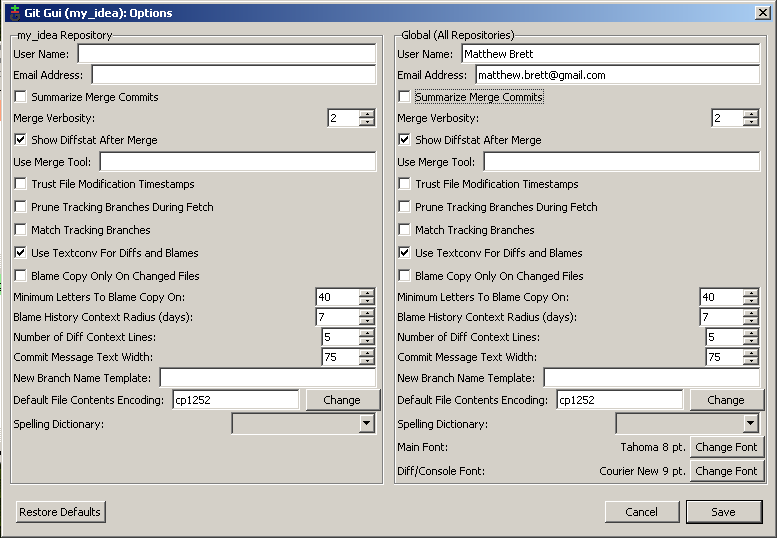 Git Gui (my_idea): Options
my_idea Repository
User Name:
Email Address:
Summarize Merge Commits
Merge Verbosity: 2
Show Diffstat After Merge
Use Merge Tool:
Trust File Modification Timestamps
Prune Tracking Branches During Fetch
Match Tracking Branches
Use Textconv For Diffs and Blames
Blame Copy Only On Changed Files
Minimum Letters To Blame Copy On: 40
Blame History Context Radius (days): 7
Number of Diff Context Lines: 5
Commit Message Text Width: 75
New Branch Name Template:
Default File Contents Encoding: cp1252 Change
Spelling Dictionary:
Global (All Repositories)
User Name: Matthew Brett
Email Address: matthew.brett@gmail.com
Summarize Merge Commits
Merge Verbosity: 2
Show Diffstat After Merge
Use Merge Tool:
Trust File Modification Timestamps
Prune Tracking Branches During Fetch
Match Tracking Branches
Use Textconv For Diffs and Blames
Blame Copy Only On Changed Files
Minimum Letters To Blame Copy On: 40
Blame History Context Radius (days): 7
Number of Diff Context Lines: 5
Commit Message Text Width: 75
New Branch Name Template:
Default File Contents Encoding: cp1252 Change
Spelling Dictionary:
Main Font: Tahoma 8 pt. Change Font
Diff/Console Font: Courier New 9 pt. Change Font
Restore Defaults Cancel Save